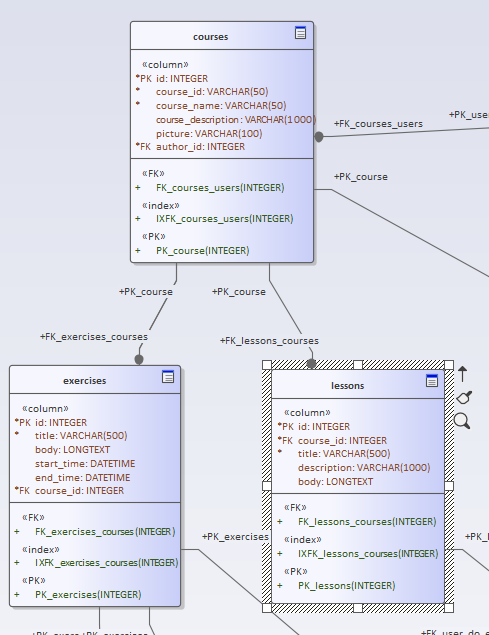 courses
«column»
*PK id: INTEGER
* course_id: VARCHAR(50)
* course_name: VARCHAR(50)
course_description: VARCHAR(1000)
picture: VARCHAR(100)
*FK author_id: INTEGER
«FK»
+ FK_courses_users(INTEGER)
«index»
+ IXFK_courses_users(INTEGER)
«PK»
+ PK_course(INTEGER)
+FK_courses_users
+PK_use
+PK_course
+PK_course
+PK_course
+FK_exercises_courses
+FK_lessons_courses
exercises
«column»
*PK id: INTEGER
* title: VARCHAR(500)
body: LONGTEXT
start_time: DATETIME
end_time: DATETIME
*FK course_id: INTEGER
«FK»
+ FK_exercises_courses(INTEGER)
«index»
+ IXFK_exercises_courses(INTEGER)
«PK»
+ PK_exercises(INTEGER)
+PK_exercises
lessons
«column»
*PK id: INTEGER
*FK course_id: INTEGER
* title: VARCHAR(500)
description: VARCHAR(1000)
body: LONGTEXT
«FK»
+ FK_lessons_courses(INTEGER)
«index»
+ IXFK_lessons_courses(INTEGER)
«PK»
+ PK_lessons(INTEGER)